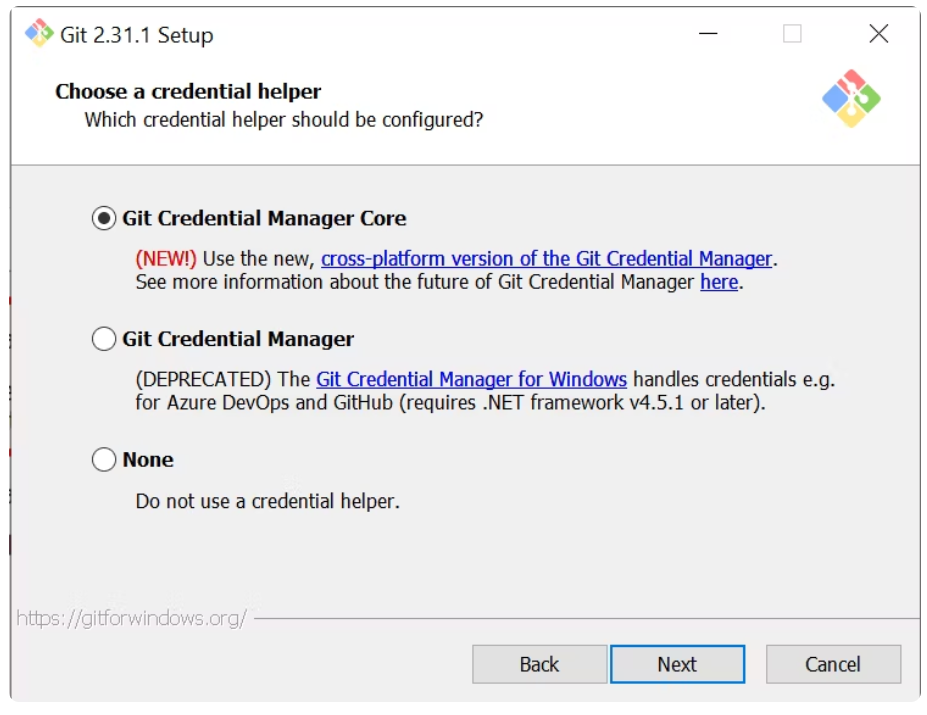 Git 2.31.1 Setup
Choose a credential helper
Which credential helper should be configured?
Git Credential Manager Core
(NEW!) Use the new, cross-platform version of the Git Credential Manager.
See more information about the future of Git Credential Manager here.
Git Credential Manager
(DEPRECATED) The Git Credential Manager for Windows handles credentials e.g.
for Azure DevOps and GitHub (requires .NET framework v4.5.1 or later).
None
Do not use a credential helper.
https://gitforwindows.org/
Back
Next
Cancel